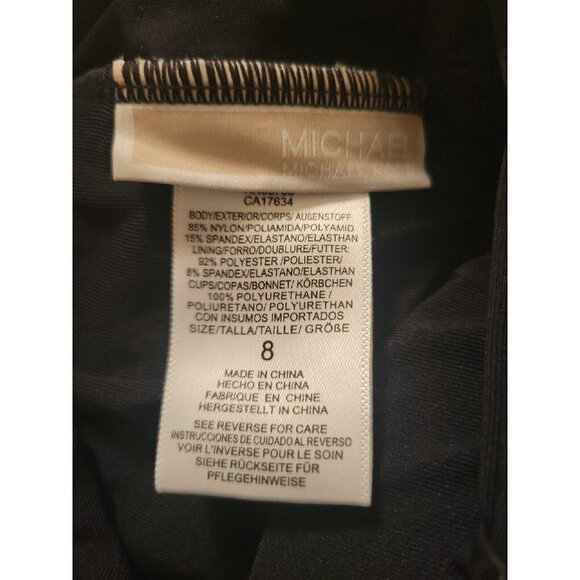 MICHAEL
MICHAEL
CA17634
BODY/EXTERIOR/CORPS/ AUGENSTOFF:
85% NYLON/POLIAMIDA/POLYAMID
15% SPANDEX/ELASTANO/ELASTHAN
LINING/FORRO/DOUBLURE/FUTTER:
92% POLYESTER /POLIESTER/
8% SPANDEX/ELASTANO/ELASTHAN
CUPS/COPAS/BONNET/ KÖRBCHEN
100% POLYURETHANE /
POLIURETANO/ POLYURETHAN
CON INSUMOS IMPORTADOS
SIZE/TALLA/TAILLE/ GRÖßE
8
MADE IN CHINA
HECHO EN CHINA
FABRIQUE EN CHINE
HERGESTELLT IN CHINA
SEE REVERSE FOR CARE
INSTRUCCIONES DE CUIDADO AL REVERSO
VOIR L'INVERSE POUR LE SOIN
SIEHE RÜCKSEITE FÜR
PFLEGEHINWEISE